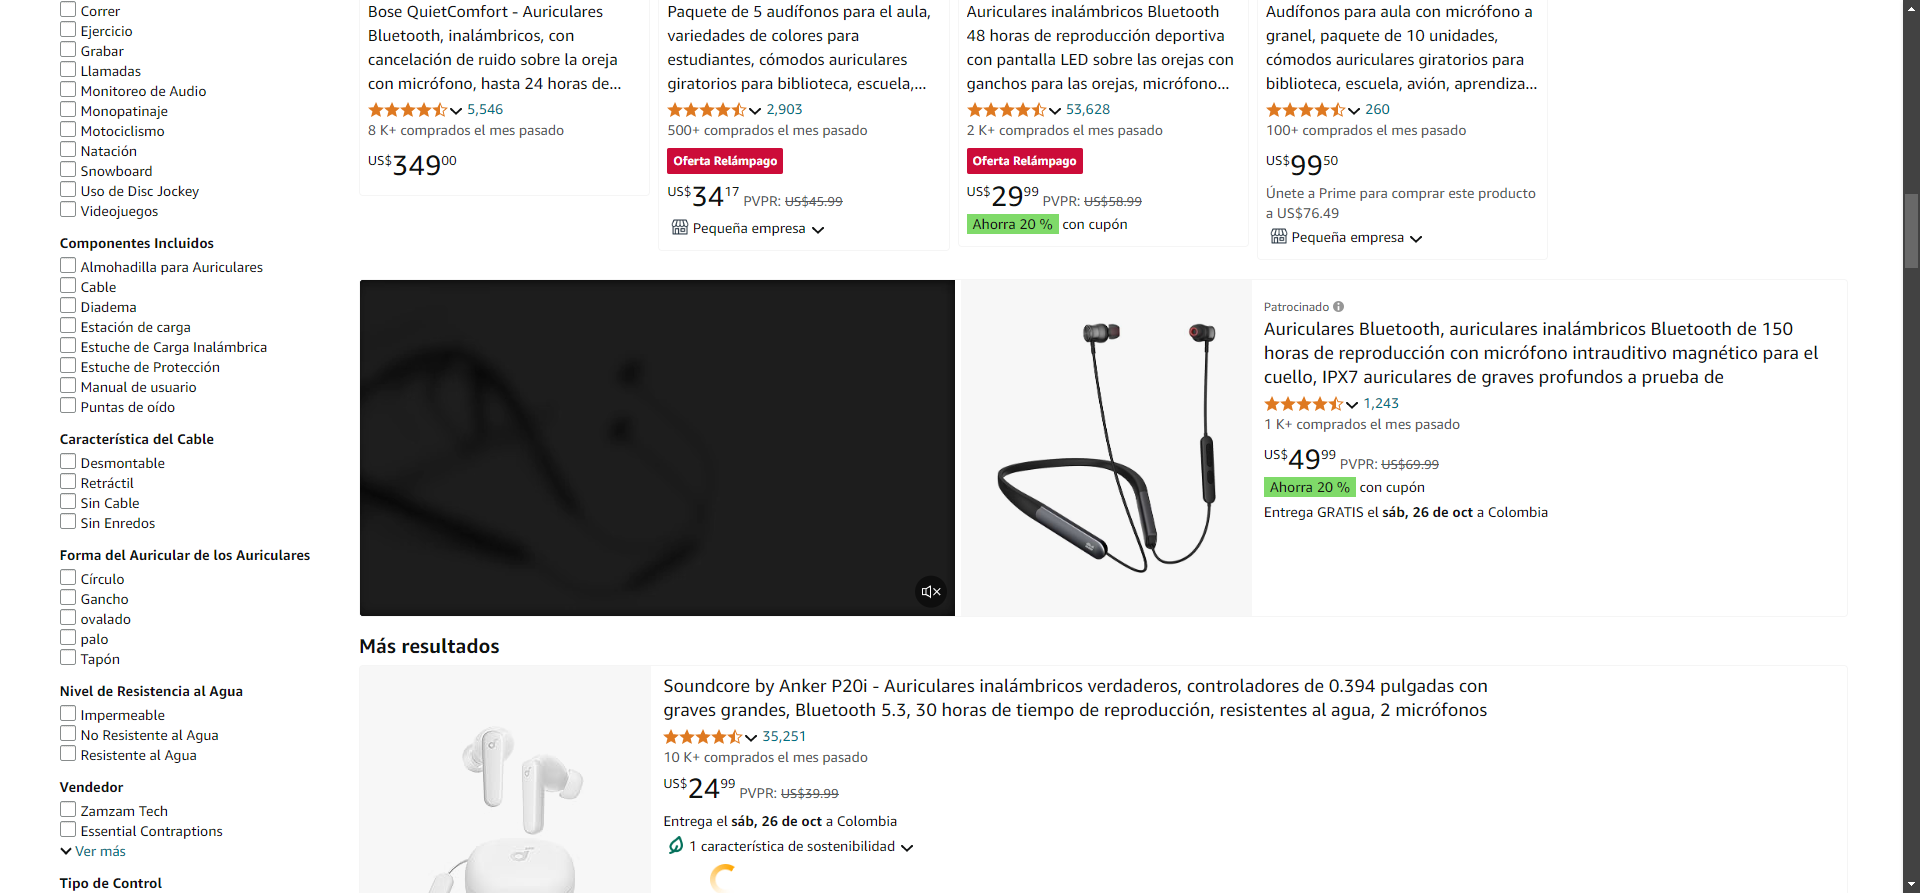 Correr
Ejercicio
Grabar
Llamadas
Monitoreo de Audio
Monopatinaje
Motociclismo
Natación
Snowboard
Uso de Disc Jockey
Videojuegos
Componentes Incluidos
Almohadilla para Auriculares
Cable
Diadema
Estación de carga
Estuche de Carga Inalámbrica
Estuche de Protección
Manual de usuario
Puntas de oído
Característica del Cable
Desmontable
Retráctil
Sin Cable
Sin Enredos
Forma del Auricular de los Auriculares
Círculo
Gancho
ovalado
palo
Tapón
Nivel de Resistencia al Agua
Impermeable
No Resistente al Agua
Resistente al Agua
Vendedor
Zamzam Tech
Essential Contraptions
Ver más
Tipo de Control
Bose QuietComfort - Auriculares
Bluetooth, inalámbricos, con
cancelación de ruido sobre la oreja
con micrófono, hasta 24 horas de...
5,546
8 K+ comprados el mes pasado
US$349 00
Paquete de 5 audífonos para el aula,
variedades de colores para
estudiantes, cómodos auriculares
giratorios para biblioteca, escuela,...
2,903
500+ comprados el mes pasado
Oferta Relámpago
US$34 17 PVPR: US$45.99
Pequeña empresa
Auriculares inalámbricos Bluetooth
48 horas de reproducción deportiva
con pantalla LED sobre las orejas con
ganchos para las orejas, micrófono...
53,628
2 K+ comprados el mes pasado
Oferta Relámpago
US$29 99 PVPR: US$58.99
Ahorra 20 % con cupón
Audífonos para aula con micrófono a
granel, paquete de 10 unidades,
cómodos auriculares giratorios para
biblioteca, escuela, avión, aprendiza...
260
100+ comprados el mes pasado
US$99 50
Únete a Prime para comprar este producto
a US$76.49
Pequeña empresa
Patrocinado
Auriculares Bluetooth, auriculares inalámbricos Bluetooth de 150
horas de reproducción con micrófono intrauditivo magnético para el
cuello, IPX7 auriculares de graves profundos a prueba de
1,243
1 K+ comprados el mes pasado
US$49 99 PVPR: US$69.99
Ahorra 20 % con cupón
Entrega GRATIS el sáb, 26 de oct a Colombia
Más resultados
Soundcore by Anker P20i - Auriculares inalámbricos verdaderos, controladores de 0.394 pulgadas con
graves grandes, Bluetooth 5.3, 30 horas de tiempo de reproducción, resistentes al agua, 2 micrófonos
35,251
10 K+ comprados el mes pasado
US$24 99 PVPR: US$39.99
Entrega el sáb, 26 de oct a Colombia
1 característica de sostenibilidad